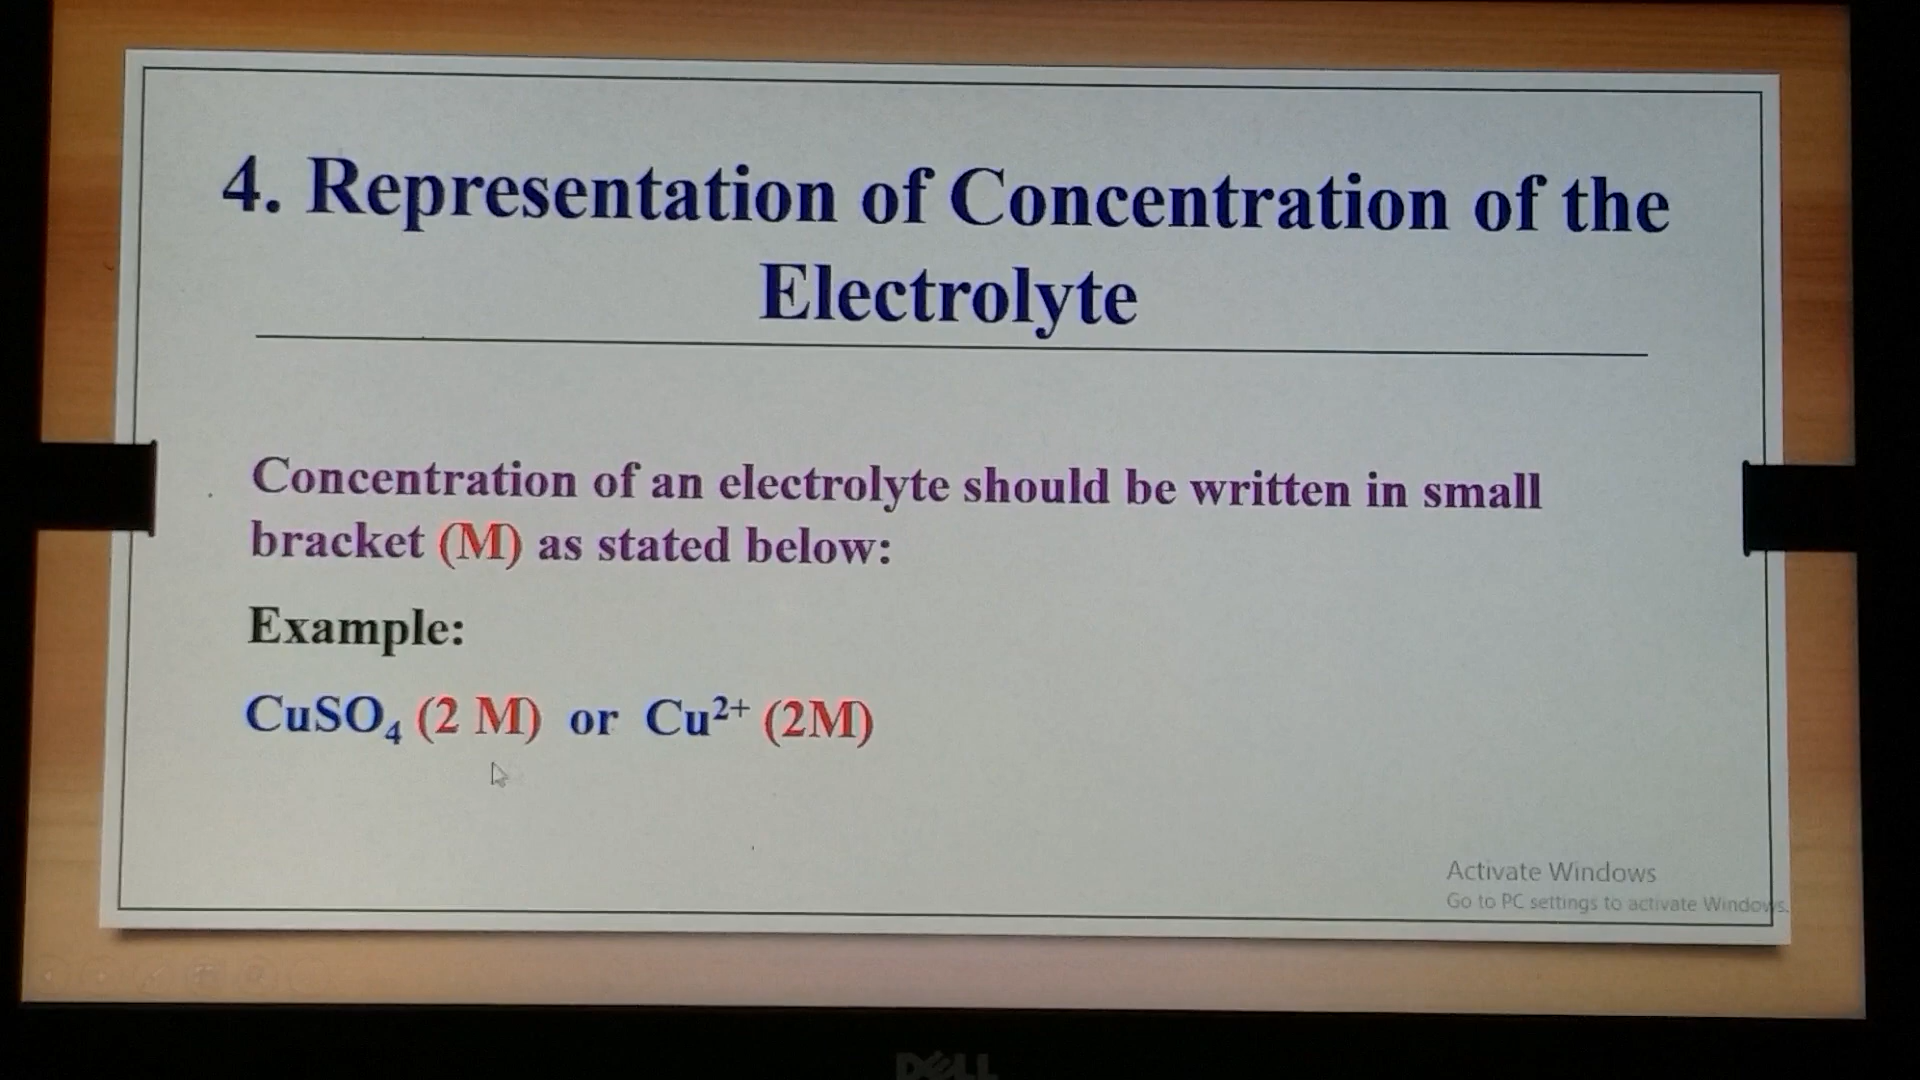 4. Representation of Concentration of the
Electrolyte
Concentration of an electrolyte should be written in small
bracket (M) as stated below:
Example:
CuSO₄ (2 M) or Cu²⁺ (2M)
Activate Windows
Go to PC settings to activate Windows.
DELL